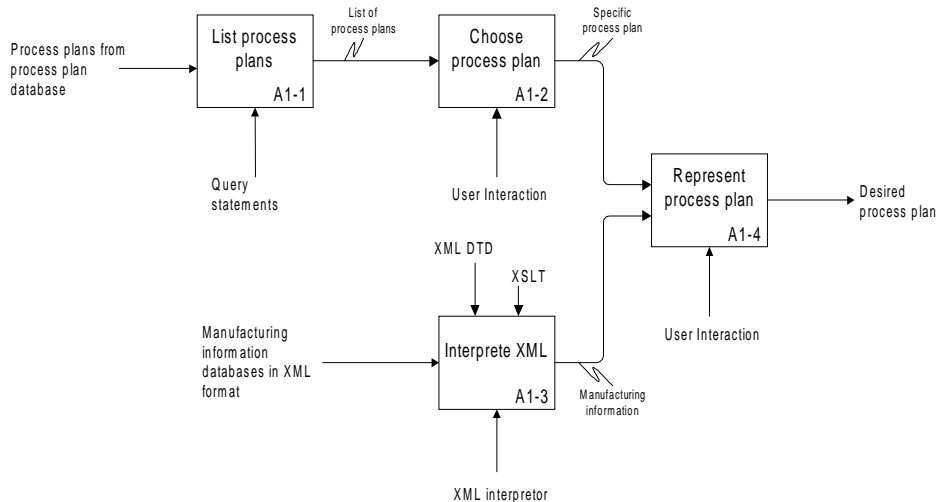 List of
process plans
Specific
process plan
Process plans from
process plan
database
List process
plans
A1-1
Choose
process plan
A1-2
Query
statements
User Interaction
Represent
process plan
A1-4
Desired
process plan
XML DTD
XSLT
User Interaction
Manufacturing
information
databases in XML
format
Interprete XML
A1-3
Manufacturing
information
XML interpretor